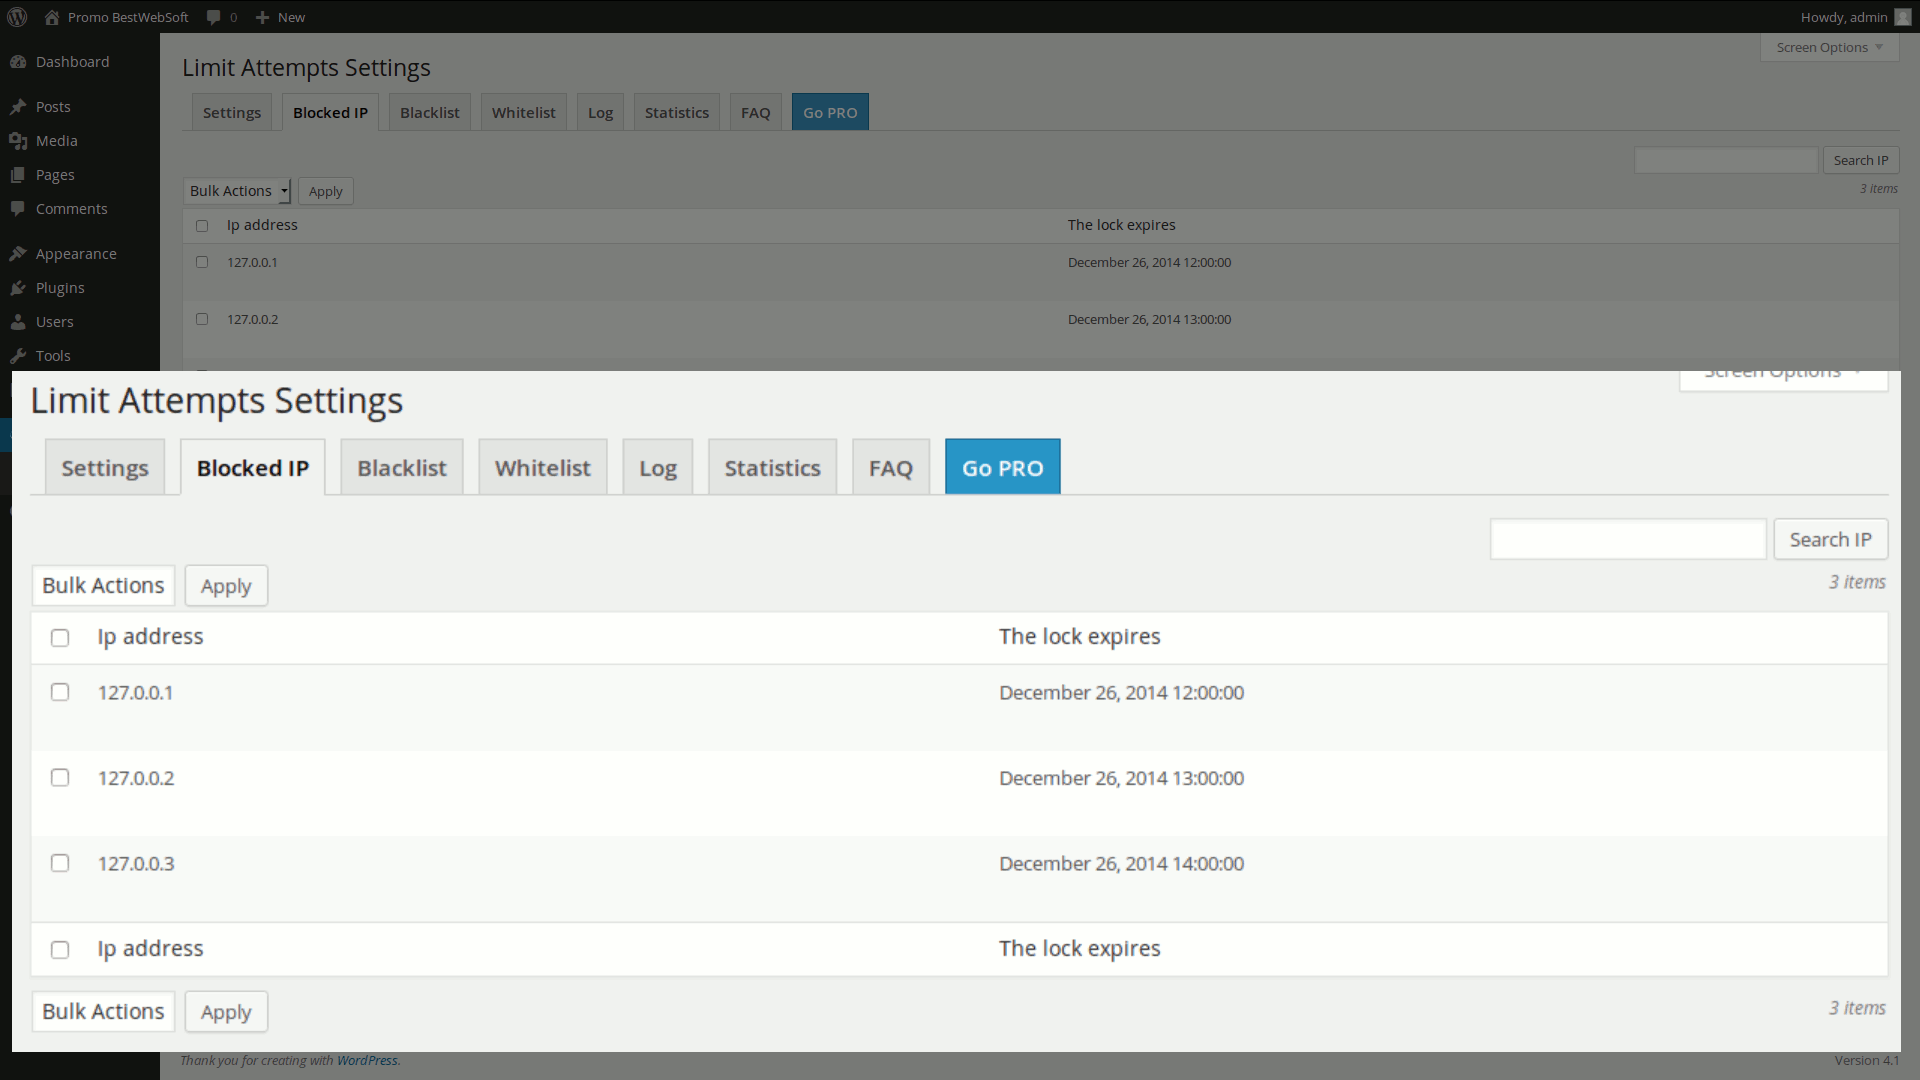 Promo BestWebSoft 0 New Howdy, admin
Screen Options
Dashboard
Posts
Media
Pages
Comments
Appearance
Plugins
Users
Tools
Limit Attempts Settings
Settings Blocked IP Blacklist Whitelist Log Statistics FAQ Go PRO
Search IP
3 items
Bulk Actions Apply
Ip address The lock expires
127.0.0.1 December 26, 2014 12:00:00
127.0.0.2 December 26, 2014 13:00:00
Screen Options
Limit Attempts Settings
Settings Blocked IP Blacklist Whitelist Log Statistics FAQ Go PRO
Search IP
3 items
Bulk Actions Apply
Ip address The lock expires
127.0.0.1 December 26, 2014 12:00:00
127.0.0.2 December 26, 2014 13:00:00
127.0.0.3 December 26, 2014 14:00:00
Ip address The lock expires
Bulk Actions Apply
3 items
Thank you for creating with WordPress.
Version 4.1